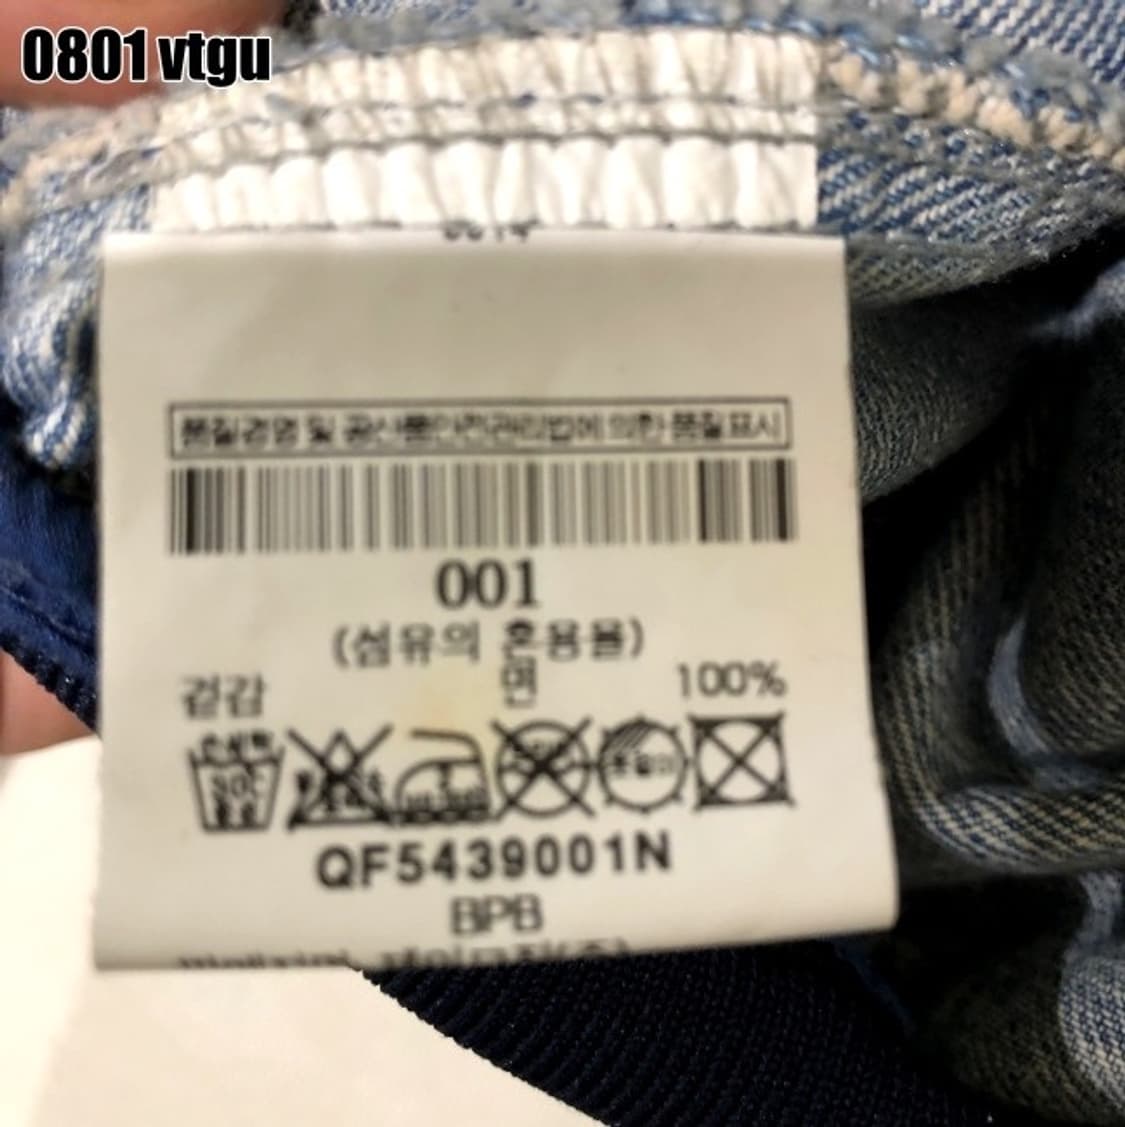 0801 vtgu
품질경영 및 공산품안전관리법에 의한 품질표시
001
(섬유의 혼용율)
겉감 면 100%
QF5439001N
BPB